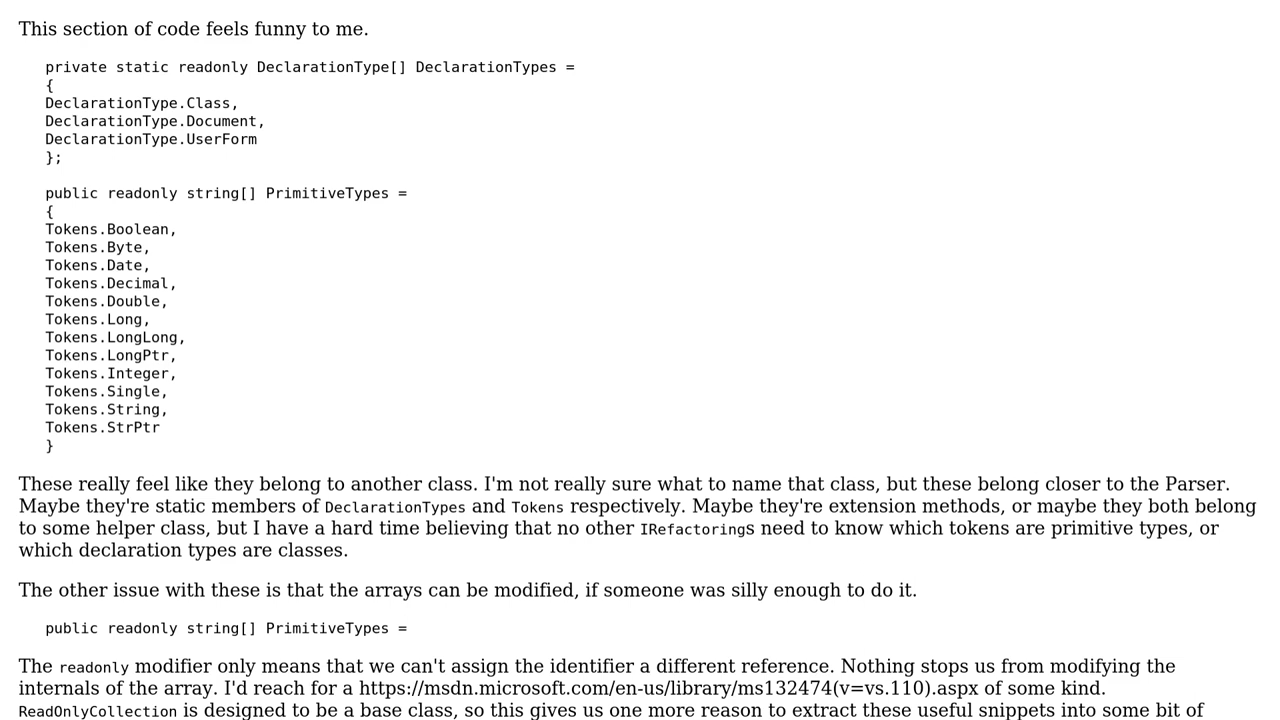 This section of code feels funny to me.
private static readonly DeclarationType[] DeclarationTypes =
{
DeclarationType.Class,
DeclarationType.Document,
DeclarationType.UserForm
};
public readonly string[] PrimitiveTypes =
{
Tokens.Boolean,
Tokens.Byte,
Tokens.Date,
Tokens.Decimal,
Tokens.Double,
Tokens.Long,
Tokens.LongLong,
Tokens.LongPtr,
Tokens.Integer,
Tokens.Single,
Tokens.String,
Tokens.StrPtr
}
These really feel like they belong to another class. I'm not really sure what to name that class, but these belong closer to the Parser.
Maybe they're static members of DeclarationTypes and Tokens respectively. Maybe they're extension methods, or maybe they both belong
to some helper class, but I have a hard time believing that no other IRefactorings need to know which tokens are primitive types, or
which declaration types are classes.
The other issue with these is that the arrays can be modified, if someone was silly enough to do it.
public readonly string[] PrimitiveTypes =
The readonly modifier only means that we can't assign the identifier a different reference. Nothing stops us from modifying the
internals of the array. I'd reach for a https://msdn.microsoft.com/en-us/library/ms132474(v=vs.110).aspx of some kind.
ReadOnlyCollection is designed to be a base class, so this gives us one more reason to extract these useful snippets into some bit of